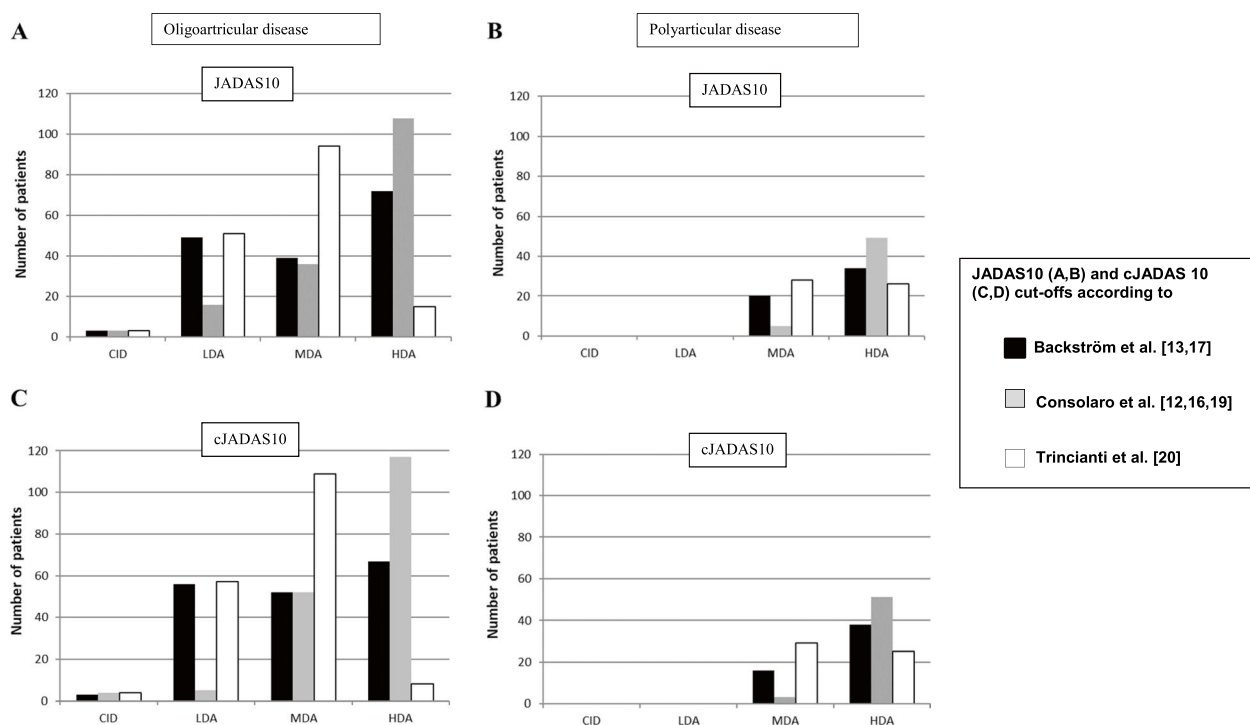 A
Oligoartricular disease
JADAS10
Number of patients
120
100
80
60
40
20
0
CID LDA MDA HDA
B
Polyarticular disease
JADAS10
Number of patients
120
100
80
60
40
20
0
CID LDA MDA HDA
C
cJADAS10
Number of patients
120
100
80
60
40
20
0
CID LDA MDA HDA
D
cJADAS10
Number of patients
120
100
80
60
40
20
0
CID LDA MDA HDA
JADAS10 (A,B) and cJADAS 10
(C,D) cut-offs according to
Backström et al. [13,17]
Consolaro et al. [12,16,19]
Trincianti et al. [20]